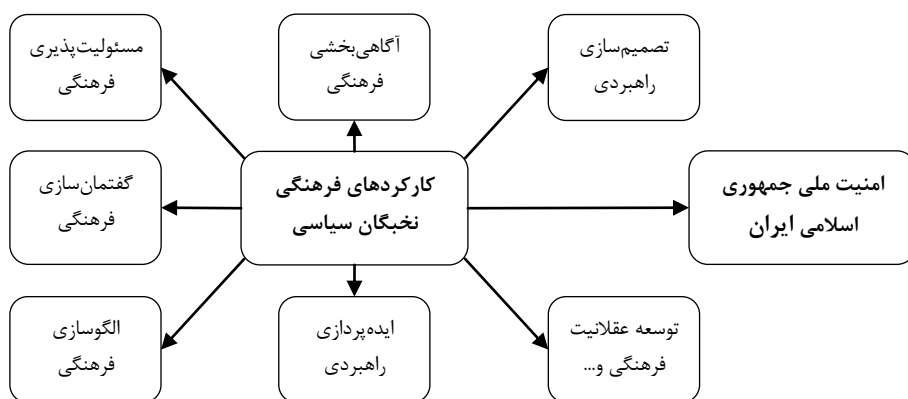 تصمیم‌سازی
راهبردی
آگاهی‌بخشی
فرهنگی
مسئولیت‌پذیری
فرهنگی
امنیت ملی جمهوری
اسلامی ایران
کارکردهای فرهنگی
نخبگان سیاسی
گفتمان‌سازی
فرهنگی
توسعه عقلانیت
فرهنگی و...
ایده‌پردازی
راهبردی
الگوسازی
فرهنگی